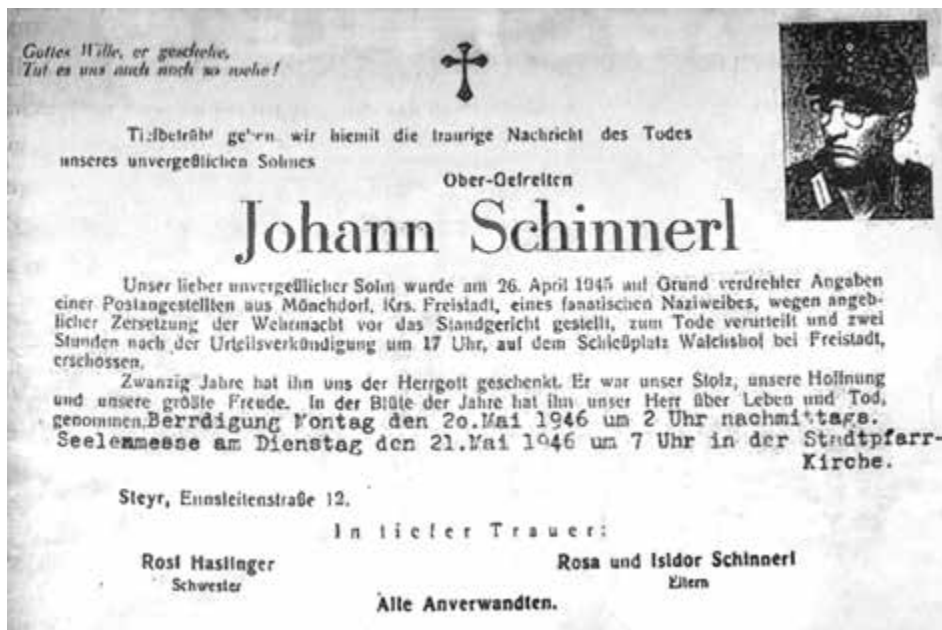 Gottes Wille, er geschehe,
Tut es uns auch noch so wehe!
Tiefbetrübt geben wir hiemit die traurige Nachricht des Todes
unseres unvergeßlichen Sohnes
Ober-Gefreiten
Johann Schinnerl
Unser lieber unvergeßlicher Sohn wurde am 26. April 1945 auf Grund verdrehter Angaben
einer Postangestellten aus Mönchdorf, Krs. Freistadt, eines fanatischen Naziweibes, wegen angeb-
licher Zersetzung der Wehrmacht vor das Standgericht gestellt, zum Tode verurteilt und zwei
Stunden nach der Urteilsverkündigung um 17 Uhr, auf dem Schießplatz Walchshof bei Freistadt,
erschossen.
Zwanzig Jahre hat ihn uns der Herrgott geschenkt. Er war unser Stolz, unsere Hoffnung
und unsere größte Freude. In der Blüte der Jahre hat ihn unser Herr über Leben und Tod,
genommen. Berrdigung Montag den 20.Mai 1946 um 2 Uhr nachmittags.
Seelenmesse am Dienstag den 21.Mai 1946 um 7 Uhr in der Stadtpfarr-
Kirche.
Steyr, Ennsleitenstraße 12.
In tiefer Trauer:
Rosl Haslinger
Schwester
Rosa und Isidor Schinnerl
Eltern
Alle Anverwandten.